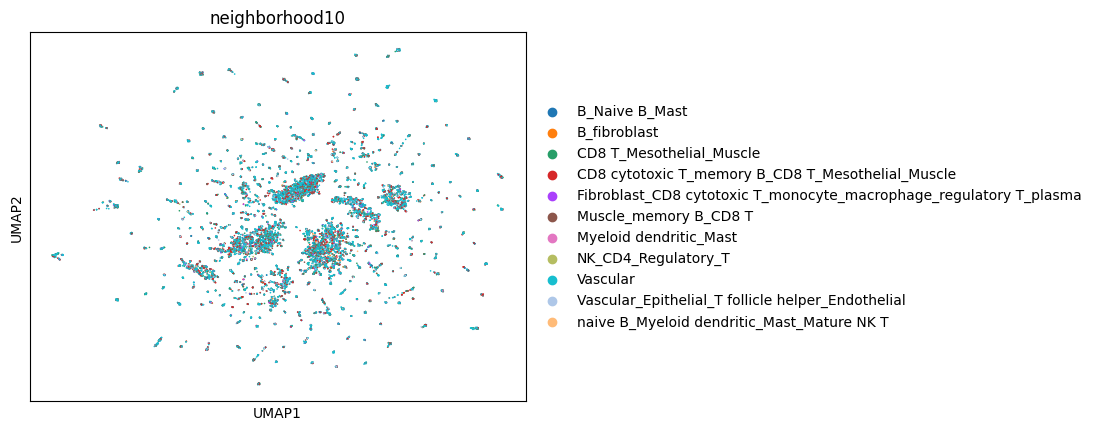 neighborhood10
UMAP2
UMAP1
B_Naive B_Mast
B_fibroblast
CD8 T_Mesothelial_Muscle
CD8 cytotoxic T_memory B_CD8 T_Mesothelial_Muscle
Fibroblast_CD8 cytotoxic T_monocyte_macrophage_regulatory T_plasma
Muscle_memory B_CD8 T
Myeloid dendritic_Mast
NK_CD4_Regulatory_T
Vascular
Vascular_Epithelial_T follicle helper_Endothelial
naive B_Myeloid dendritic_Mast_Mature NK T